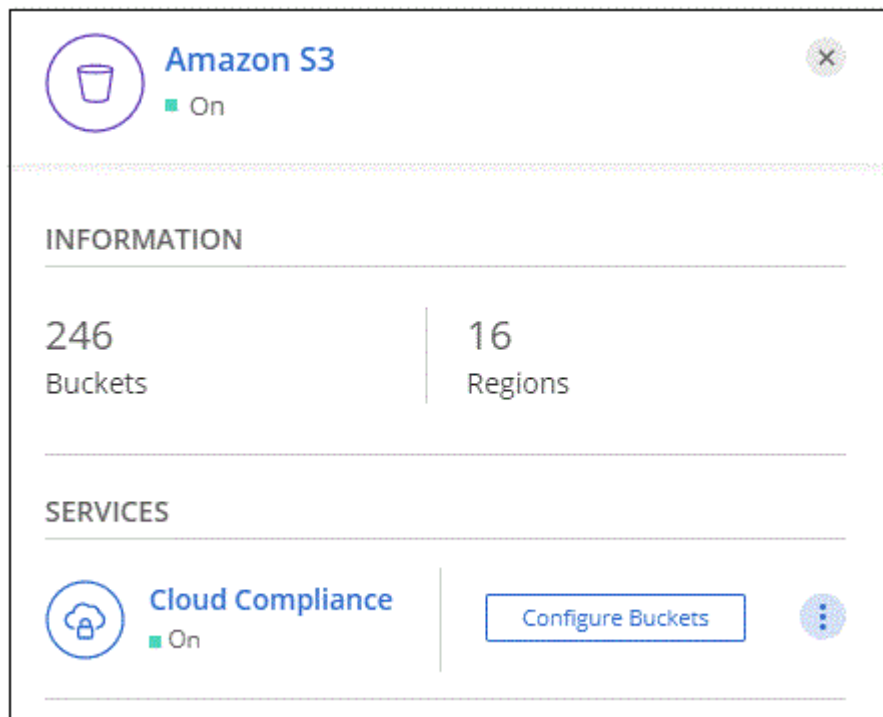 Amazon S3
On
INFORMATION
246
Buckets
16
Regions
SERVICES
Cloud Compliance
On
Configure Buckets